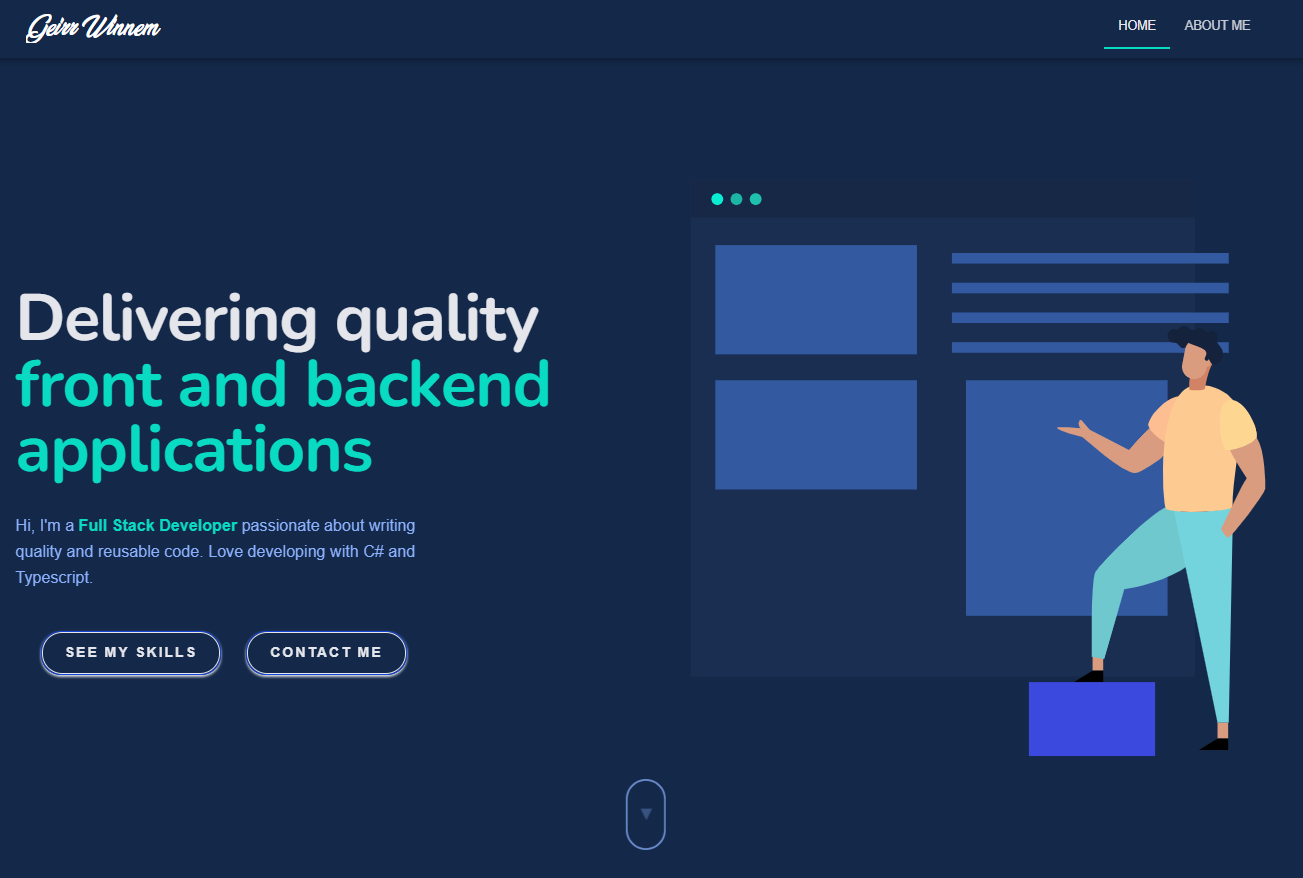 Geirr Winnem
HOME
ABOUT ME
Delivering quality
front and backend
applications
Hi, I'm a Full Stack Developer passionate about writing
quality and reusable code. Love developing with C# and
Typescript.
SEE MY SKILLS
CONTACT ME